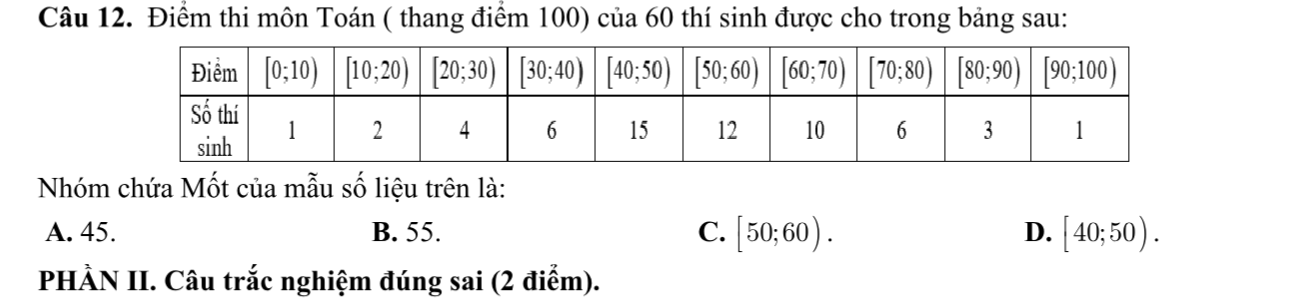 Câu 12. Điểm thi môn Toán ( thang điểm 100) của 60 thí sinh được cho trong bảng sau:
Điểm [0;10) [10;20) [20;30) [30;40) [40;50) [50;60) [60;70) [70;80) [80;90) [90;100)
Số thí sinh 1 2 4 6 15 12 10 6 3 1
Nhóm chứa Mốt của mẫu số liệu trên là:
A. 45. B. 55. C. [50;60). D. [40;50).
PHẦN II. Câu trắc nghiệm đúng sai (2 điểm).